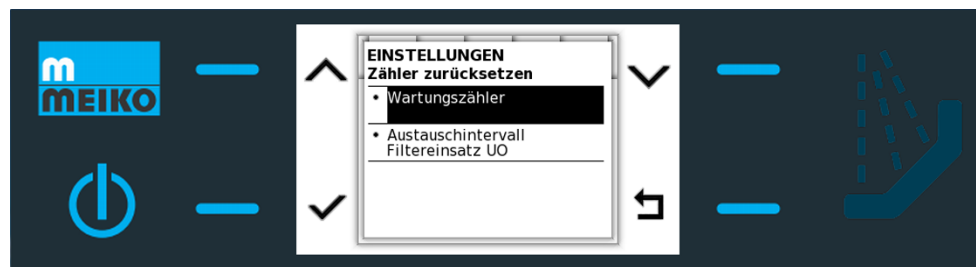 m
MEIKO
EINSTELLUNGEN
Zähler zurücksetzen
• Wartungszähler
• Austauschintervall
Filtereinsatz UO